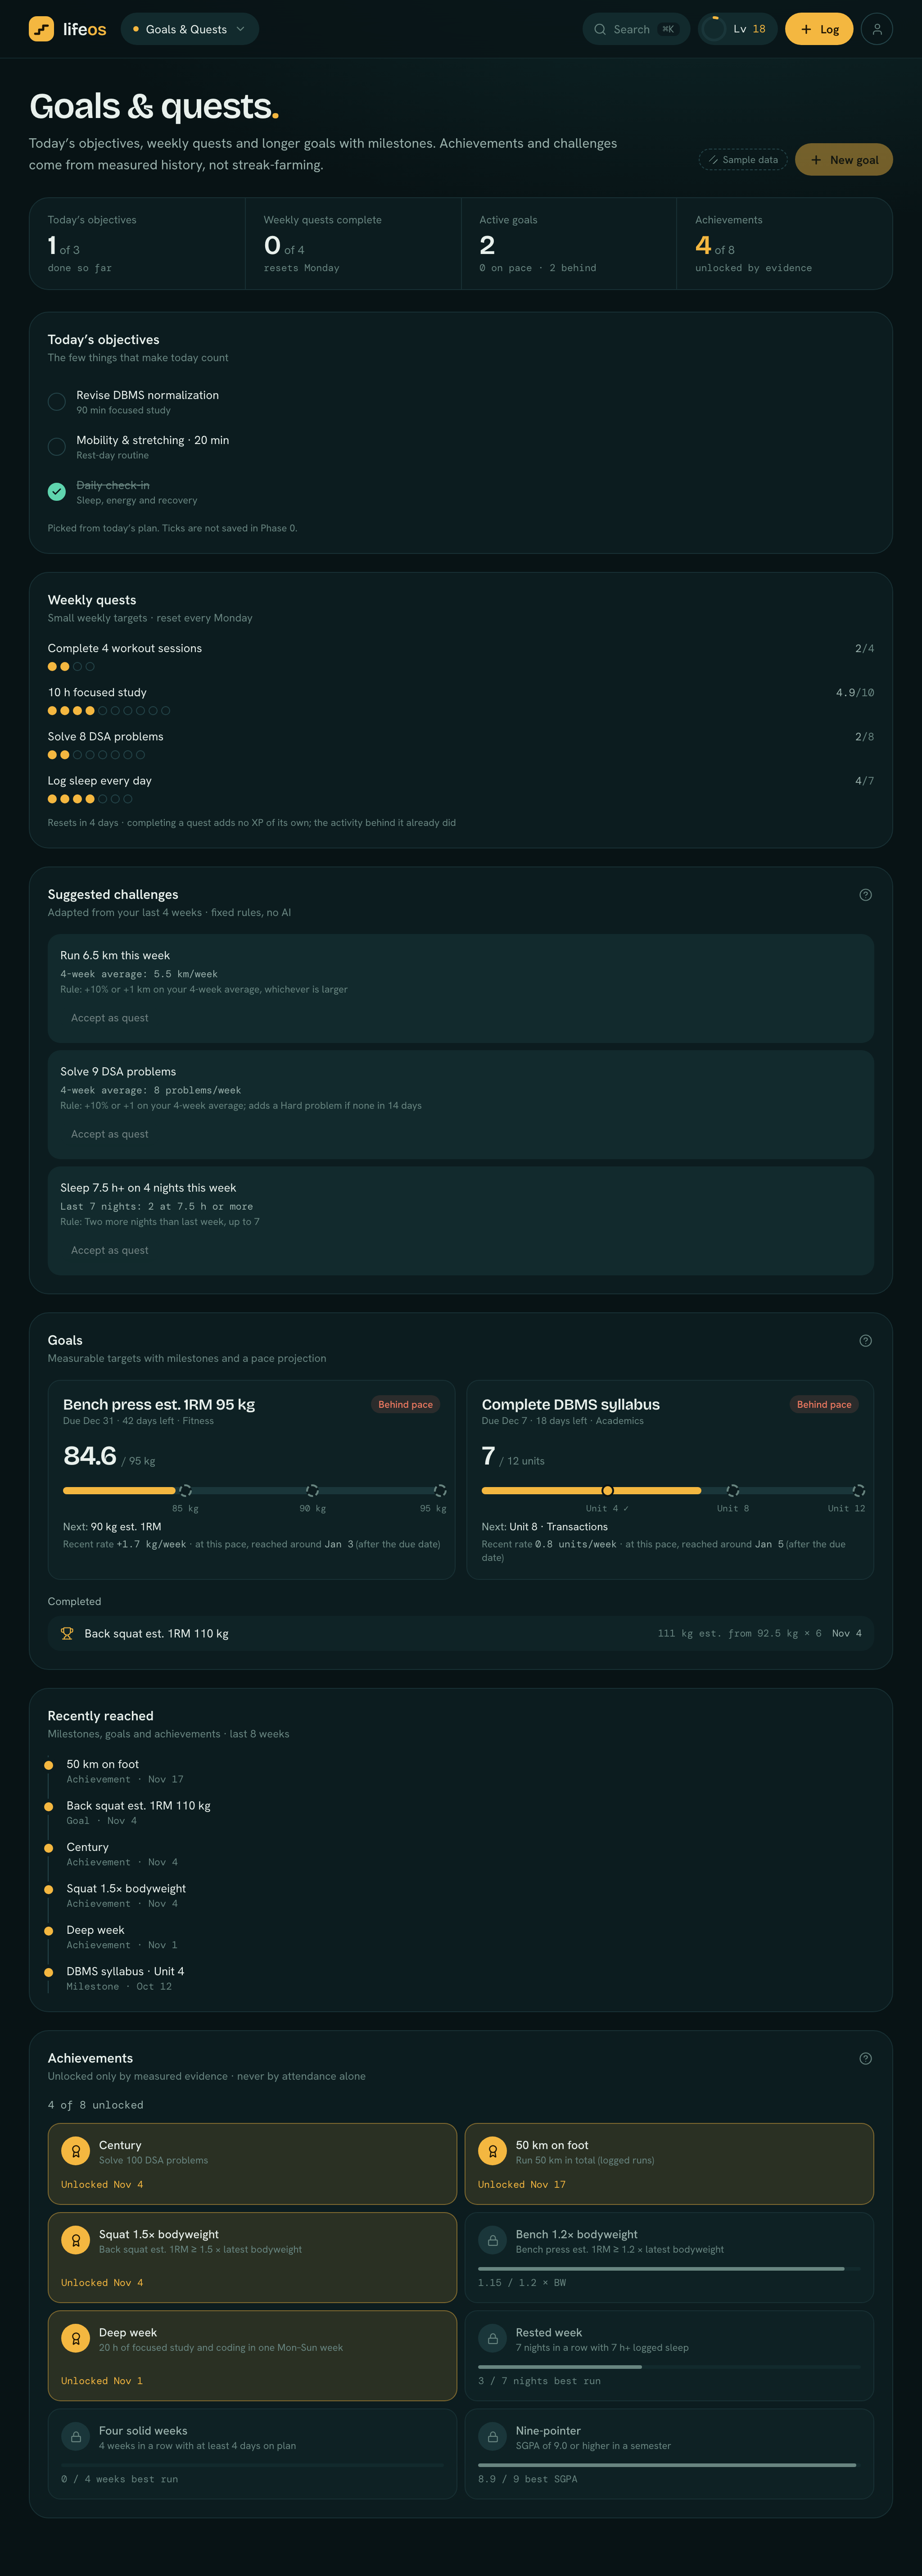 lifeos
Goals & Quests
Search ⌘K
Lv 18
+ Log
Goals & quests.
Today's objectives, weekly quests and longer goals with milestones. Achievements and challenges
come from measured history, not streak-farming.
Sample data
+ New goal
Today's objectives
1 of 3
done so far
Weekly quests complete
0 of 4
resets Monday
Active goals
2
0 on pace · 2 behind
Achievements
4 of 8
unlocked by evidence
Today's objectives
The few things that make today count
Revise DBMS normalization
90 min focused study
Mobility & stretching · 20 min
Rest-day routine
Daily check-in
Sleep, energy and recovery
Picked from today's plan. Ticks are not saved in Phase 0.
Weekly quests
Small weekly targets · reset every Monday
Complete 4 workout sessions 2/4
10 h focused study 4.9/10
Solve 8 DSA problems 2/8
Log sleep every day 4/7
Resets in 4 days · completing a quest adds no XP of its own; the activity behind it already did
Suggested challenges
Adapted from your last 4 weeks · fixed rules, no AI
Run 6.5 km this week
4-week average: 5.5 km/week
Rule: +10% or +1 km on your 4-week average, whichever is larger
Accept as quest
Solve 9 DSA problems
4-week average: 8 problems/week
Rule: +10% or +1 on your 4-week average; adds a Hard problem if none in 14 days
Accept as quest
Sleep 7.5 h+ on 4 nights this week
Last 7 nights: 2 at 7.5 h or more
Rule: Two more nights than last week, up to 7
Accept as quest
Goals
Measurable targets with milestones and a pace projection
Bench press est. 1RM 95 kg
Behind pace
Due Dec 31 · 42 days left · Fitness
84.6 / 95 kg
85 kg 90 kg 95 kg
Next: 90 kg est. 1RM
Recent rate +1.7 kg/week · at this pace, reached around Jan 3 (after the due date)
Complete DBMS syllabus
Behind pace
Due Dec 7 · 18 days left · Academics
7 / 12 units
Unit 4 ✓ Unit 8 Unit 12
Next: Unit 8 · Transactions
Recent rate 0.8 units/week · at this pace, reached around Jan 5 (after the due
date)
Completed
Back squat est. 1RM 110 kg 111 kg est. from 92.5 kg × 6 Nov 4
Recently reached
Milestones, goals and achievements · last 8 weeks
50 km on foot
Achievement · Nov 17
Back squat est. 1RM 110 kg
Goal · Nov 4
Century
Achievement · Nov 4
Squat 1.5× bodyweight
Achievement · Nov 4
Deep week
Achievement · Nov 1
DBMS syllabus · Unit 4
Milestone · Oct 12
Achievements
Unlocked only by measured evidence · never by attendance alone
4 of 8 unlocked
Century
Solve 100 DSA problems
Unlocked Nov 4
50 km on foot
Run 50 km in total (logged runs)
Unlocked Nov 17
Squat 1.5× bodyweight
Back squat est. 1RM ≥ 1.5 × latest bodyweight
Unlocked Nov 4
Bench 1.2× bodyweight
Bench press est. 1RM ≥ 1.2 × latest bodyweight
1.15 / 1.2 × BW
Deep week
20 h of focused study and coding in one Mon-Sun week
Unlocked Nov 1
Rested week
7 nights in a row with 7 h+ logged sleep
3 / 7 nights best run
Four solid weeks
4 weeks in a row with at least 4 days on plan
0 / 4 weeks best run
Nine-pointer
SGPA of 9.0 or higher in a semester
8.9 / 9 best SGPA